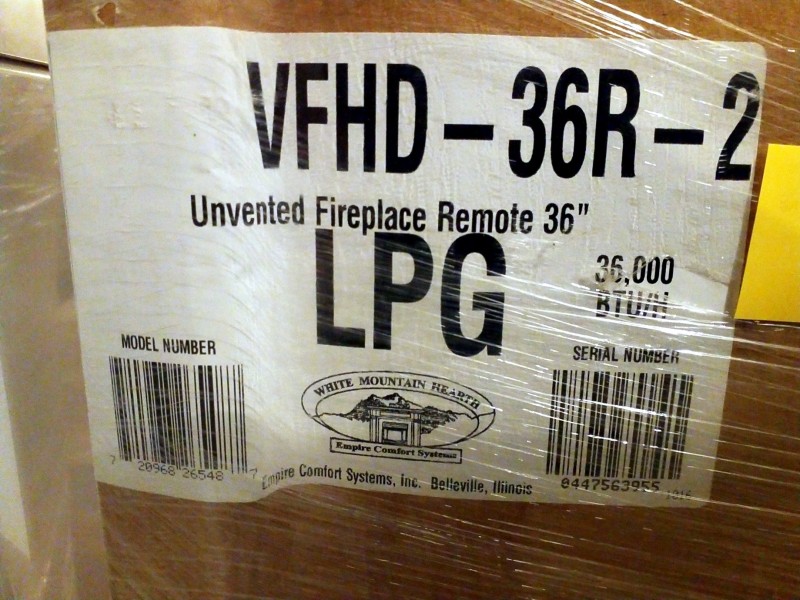 VFHD-36R-2
Unvented Fireplace Remote 36"
LPG
36,000
BTU/H
MODEL NUMBER
SERIAL NUMBER
WHITE MOUNTAIN HEARTH
Empire Comfort Systems
7 20968 26548 7
8447563955
Empire Comfort Systems, Inc. Belleville, Illinois